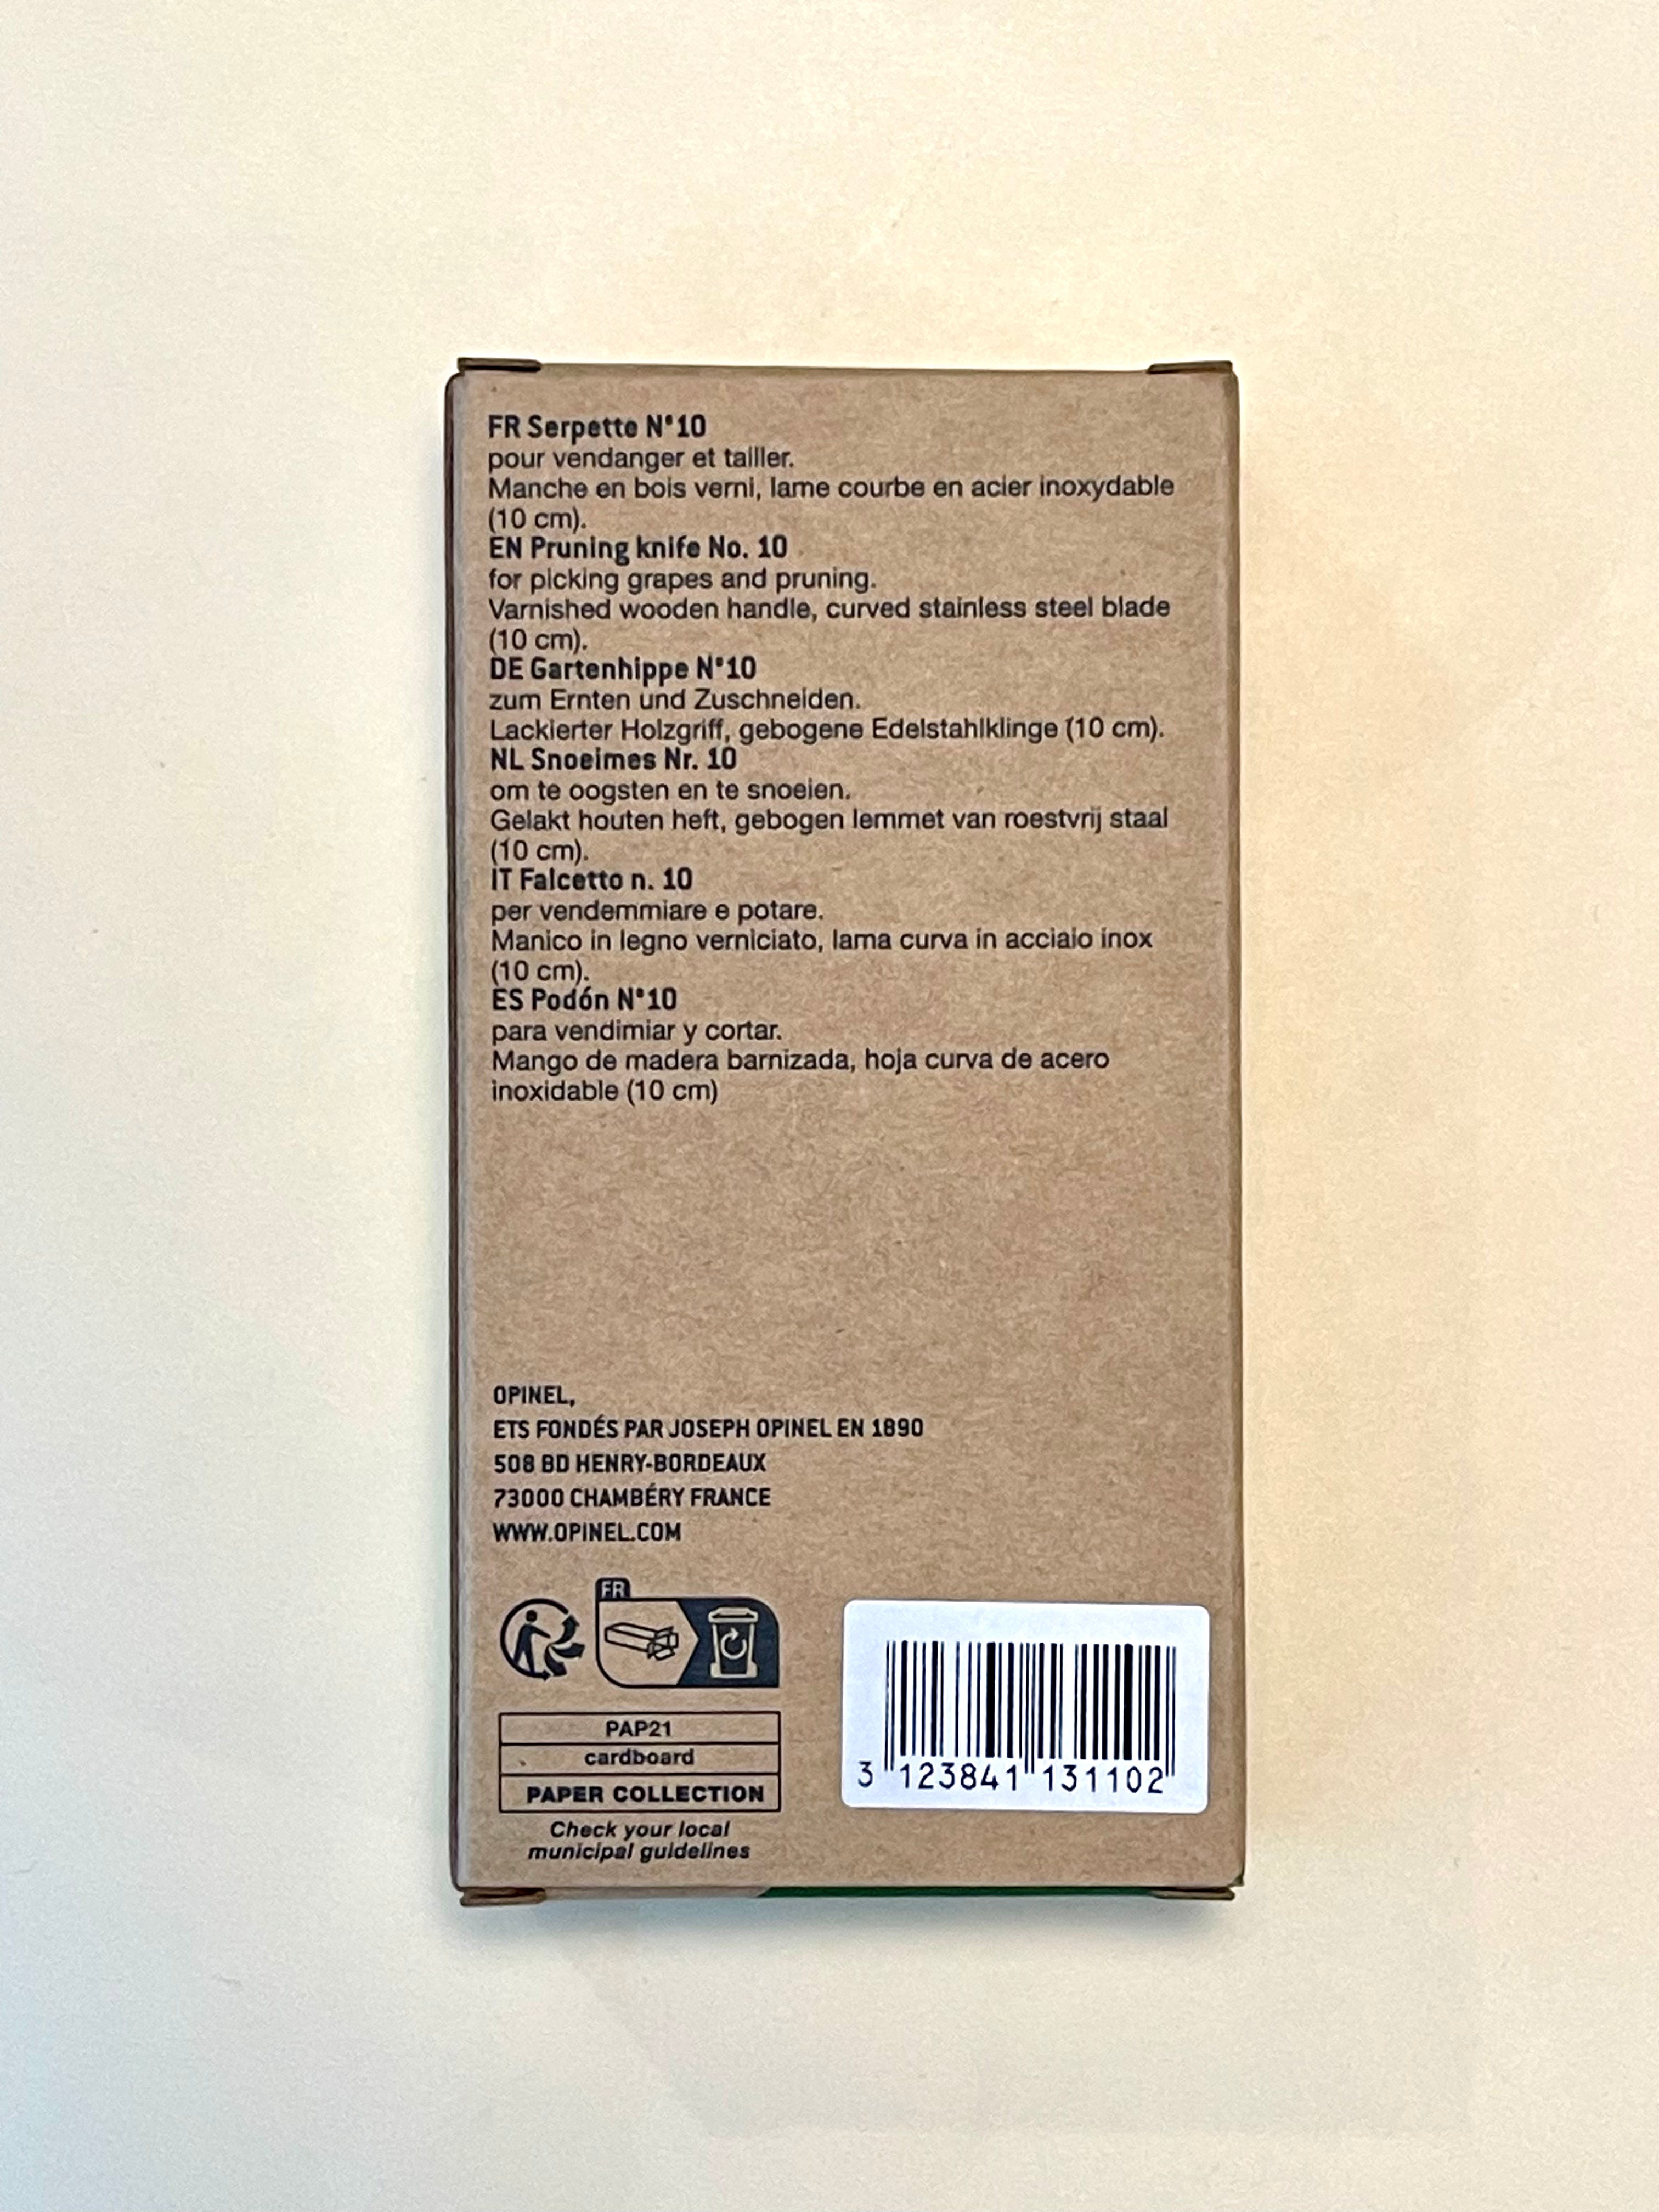 FR Serpette N°10
pour vendanger et tailler.
Manche en bois verni, lame courbe en acier inoxydable
(10 cm).
EN Pruning knife No. 10
for picking grapes and pruning.
Varnished wooden handle, curved stainless steel blade
(10 cm).
DE Gartenhippe N°10
zum Ernten und Zuschneiden.
Lackierter Holzgriff, gebogene Edelstahlklinge (10 cm).
NL Snoeimes Nr. 10
om te oogsten en te snoeien.
Gelakt houten heft, gebogen lemmet van roestvrij staal
(10 cm).
IT Falcetto n. 10
per vendemmiare e potare.
Manico in legno verniciato, lama curva in acciaio inox
(10 cm).
ES Podón N°10
para vendimiar y cortar.
Mango de madera barnizada, hoja curva de acero
inoxidable (10 cm)
OPINEL,
ETS FONDÉS PAR JOSEPH OPINEL EN 1890
508 BD HENRY-BORDEAUX
73000 CHAMBÉRY FRANCE
WWW.OPINEL.COM
FR
PAP21
cardboard
PAPER COLLECTION
Check your local
municipal guidelines
3 123841 131102